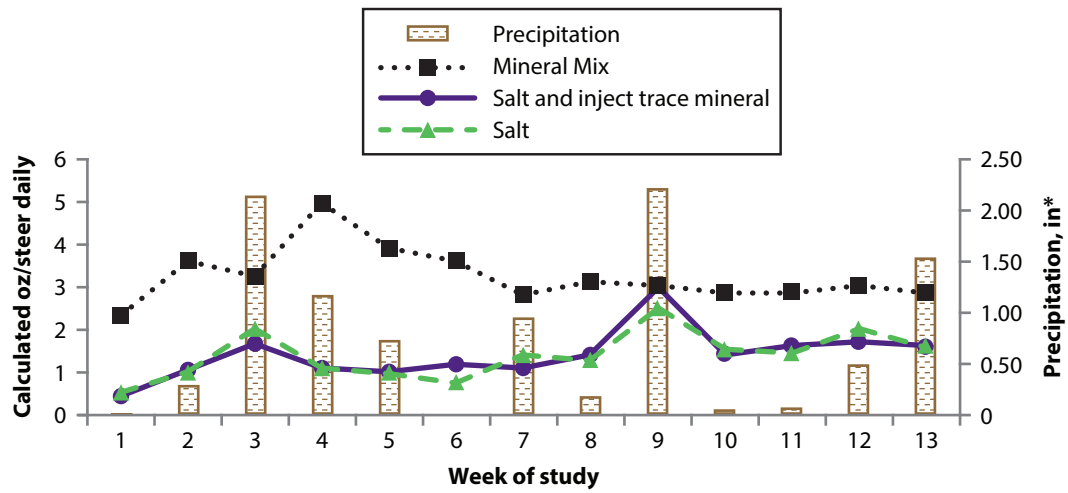 Precipitation
Mineral Mix
Salt and inject trace mineral
Salt
Calculated oz/steer daily
6
5
4
3
2
1
0
2.50
2.00
1.50
1.00
0.50
0
Precipitation, in*
1 2 3 4 5 6 7 8 9 10 11 12 13
Week of study